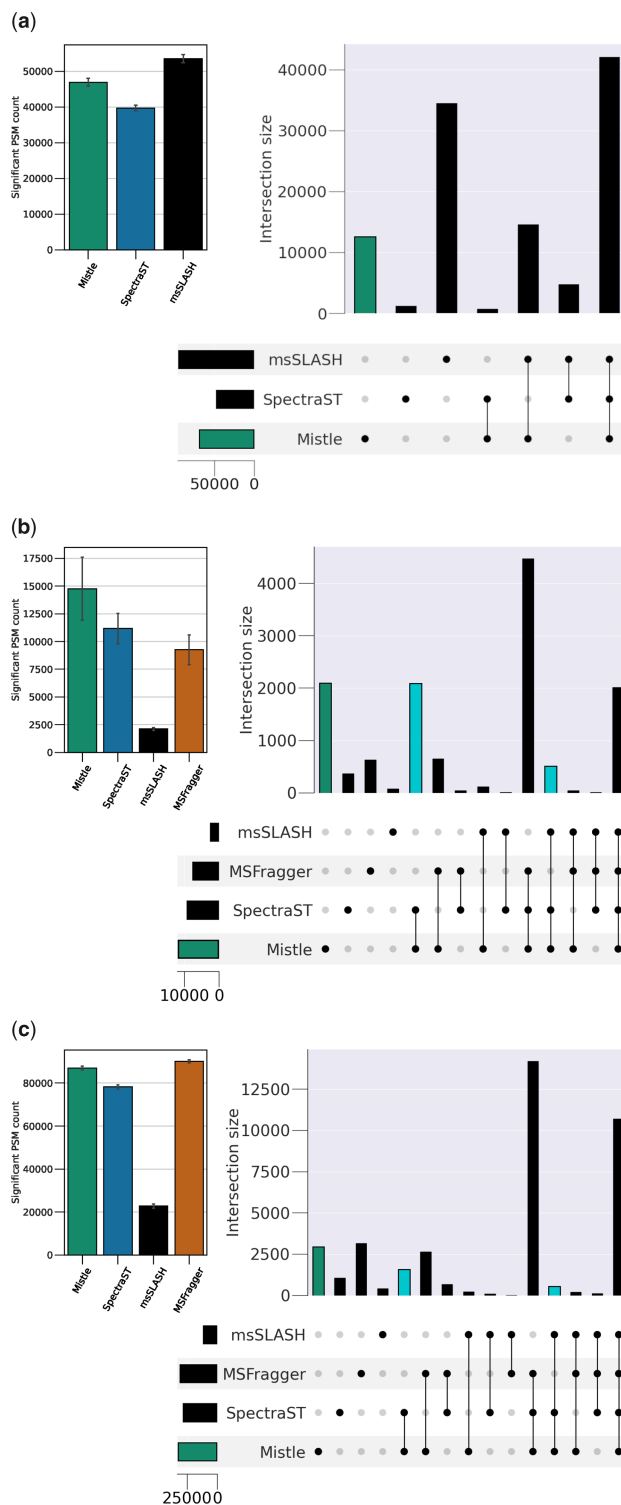 (a)
Significant PSM count
50000
40000
30000
20000
10000
0
Mistle
SpectraST
msSLASH
Intersection size
40000
30000
20000
10000
0
msSLASH
SpectraST
Mistle
50000 0
(b)
Significant PSM count
17500
15000
12500
10000
7500
5000
2500
0
Mistle
SpectraST
msSLASH
MSFragger
Intersection size
4000
3000
2000
1000
0
msSLASH
MSFragger
SpectraST
Mistle
10000 0
(c)
Significant PSM count
80000
60000
40000
20000
0
Mistle
SpectraST
msSLASH
MSFragger
Intersection size
12500
10000
7500
5000
2500
0
msSLASH
MSFragger
SpectraST
Mistle
250000